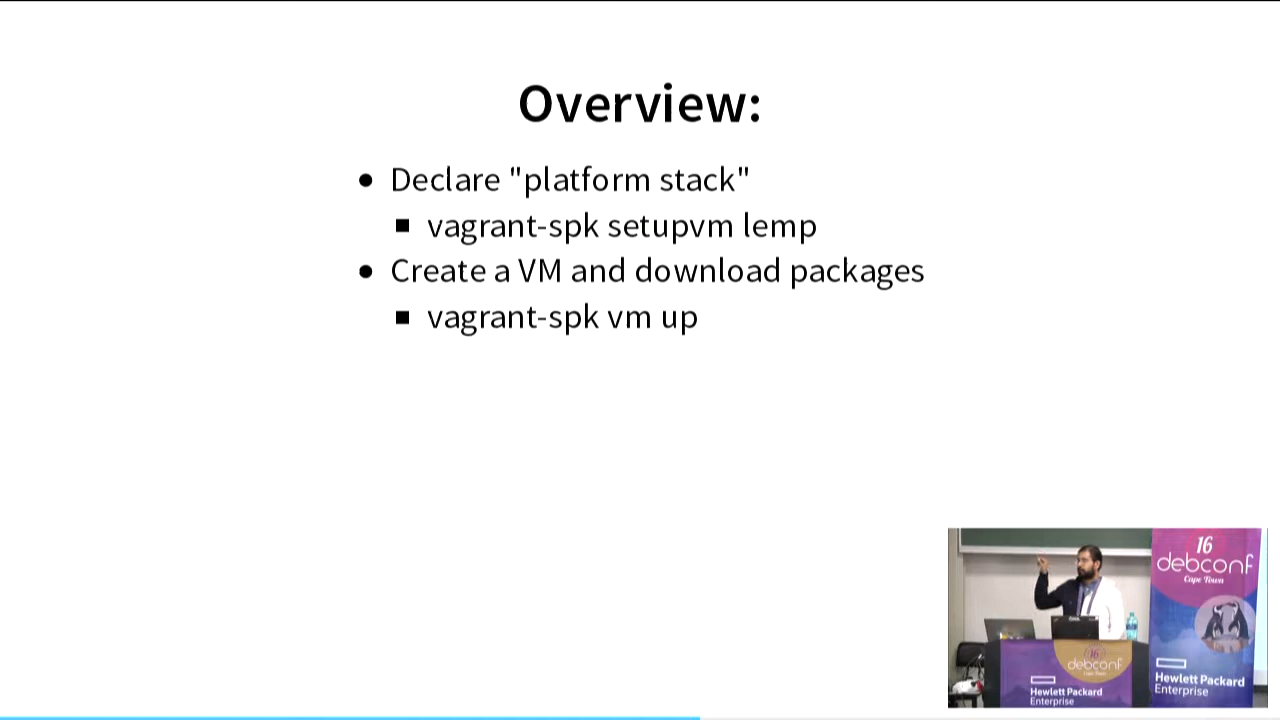 Overview:
Declare "platform stack"
vagrant-spk setupvm lemp
Create a VM and download packages
vagrant-spk vm up
16
debconf
Cape Town
Hewlett Packard
Enterprise
16
debconf
Hewlett Packard
Enterprise